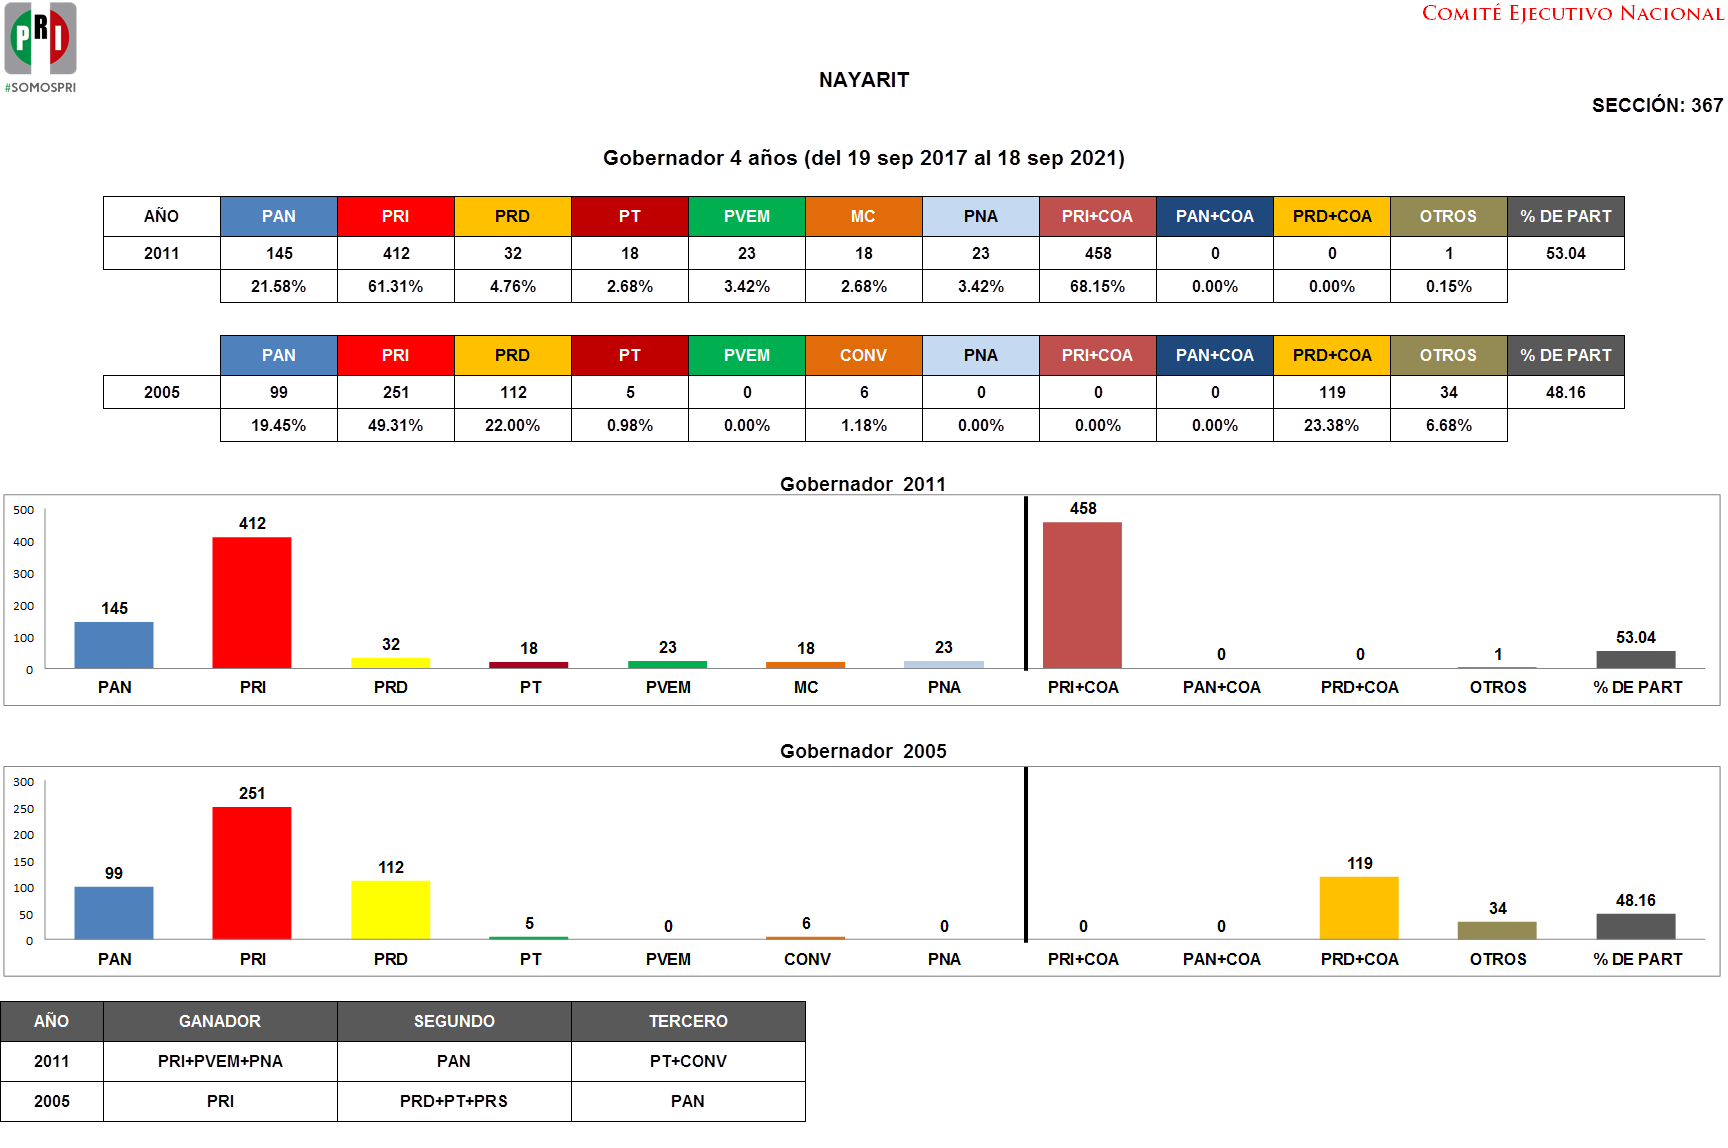 PRI
#SOMOSPRI
COMITÉ EJECUTIVO NACIONAL
NAYARIT
SECCIÓN: 367
Gobernador 4 años (del 19 sep 2017 al 18 sep 2021)
AÑO PAN PRI PRD PT PVEM MC PNA PRI+COA PAN+COA PRD+COA OTROS % DE PART
2011 145 412 32 18 23 18 23 458 0 0 1 53.04
21.58% 61.31% 4.76% 2.68% 3.42% 2.68% 3.42% 68.15% 0.00% 0.00% 0.15%
PAN PRI PRD PT PVEM CONV PNA PRI+COA PAN+COA PRD+COA OTROS % DE PART
2005 99 251 112 5 0 6 0 0 0 119 34 48.16
19.45% 49.31% 22.00% 0.98% 0.00% 1.18% 0.00% 0.00% 0.00% 23.38% 6.68%
Gobernador 2011
500
400
300
200
100
0
145 412 32 18 23 18 23 458 0 0 1 53.04
PAN PRI PRD PT PVEM MC PNA PRI+COA PAN+COA PRD+COA OTROS % DE PART
Gobernador 2005
300
250
200
150
100
50
0
99 251 112 5 0 6 0 0 0 119 34 48.16
PAN PRI PRD PT PVEM CONV PNA PRI+COA PAN+COA PRD+COA OTROS % DE PART
AÑO GANADOR SEGUNDO TERCERO
2011 PRI+PVEM+PNA PAN PT+CONV
2005 PRI PRD+PT+PRS PAN